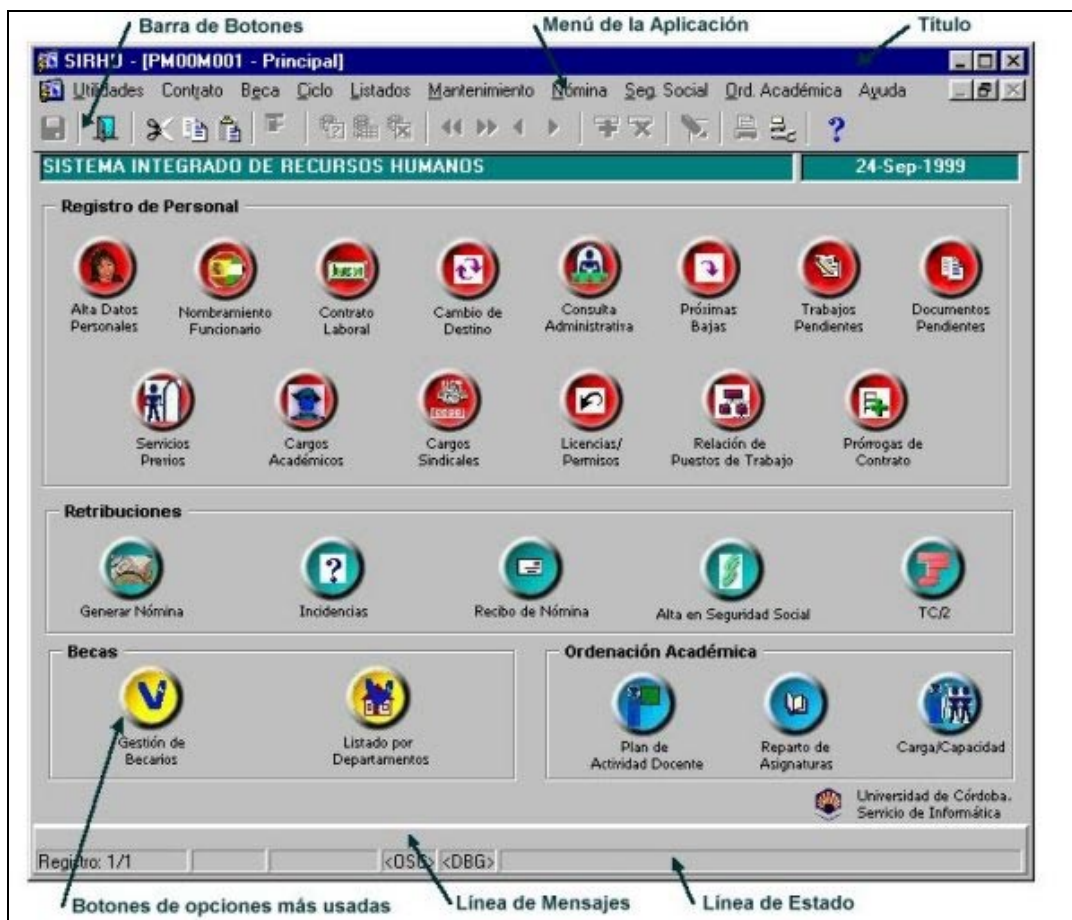 Barra de Botones
Menú de la Aplicación
Título
SIRHU - [PM00M001 - Principal]
Utilidades Contrato Beca Ciclo Listados Mantenimiento Nómina Seg. Social Ord. Académica Ayuda
SISTEMA INTEGRADO DE RECURSOS HUMANOS
24-Sep-1999
Registro de Personal
Alta Datos Personales
Nombramiento Funcionario
Contrato Laboral
Cambio de Destino
Consulta Administrativa
Próximas Bajas
Trabajos Pendientes
Documentos Pendientes
Servicios Previos
Cargos Académicos
Cargos Sindicales
Licencias/ Permisos
Relación de Puestos de Trabajo
Prórrogas de Contrato
Retribuciones
Generar Nómina
Incidencias
Recibo de Nómina
Alta en Seguridad Social
TC/2
Becas
Gestión de Becarios
Listado por Departamentos
Ordenación Académica
Plan de Actividad Docente
Reparto de Asignaturas
Carga/Capacidad
Universidad de Córdoba.
Servicio de Informática
Registro: 1/1
<OSC>
<DBG>
Botones de opciones más usadas
Línea de Mensajes
Línea de Estado